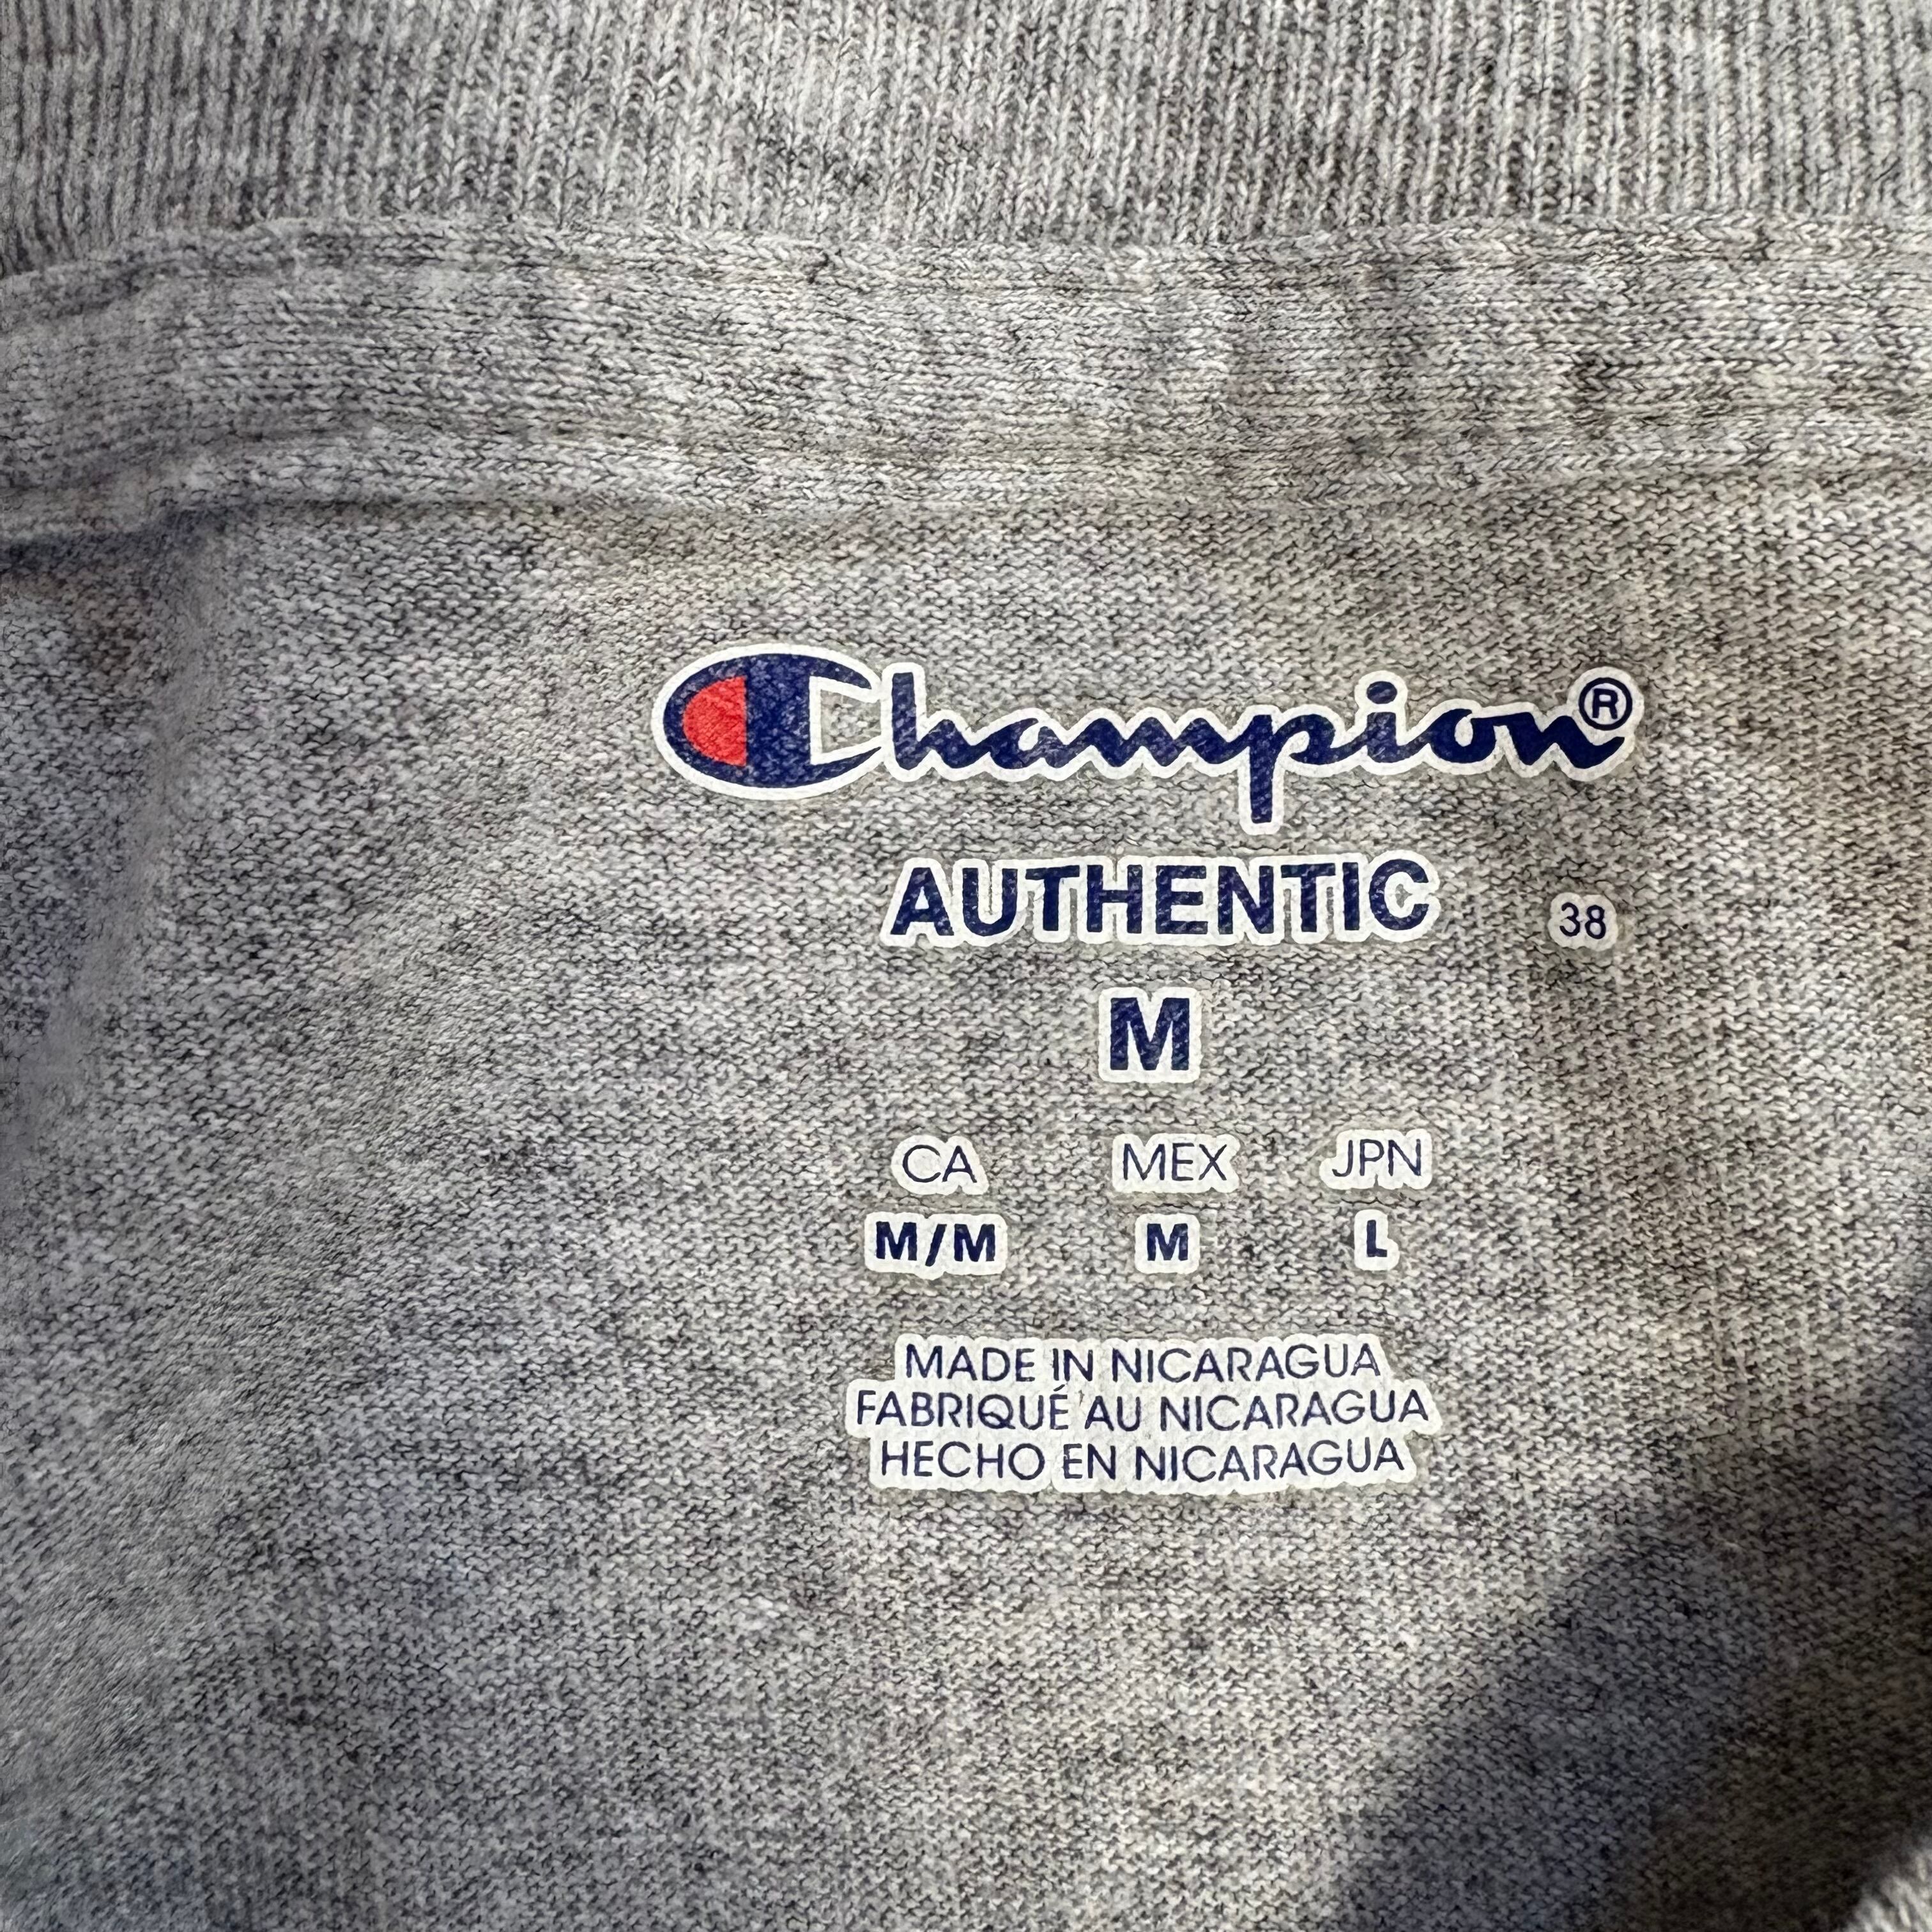 Champion®
AUTHENTIC 38
M
CA MEX JPN
M/M M L
MADE IN NICARAGUA
FABRIQUÉ AU NICARAGUA
HECHO EN NICARAGUA